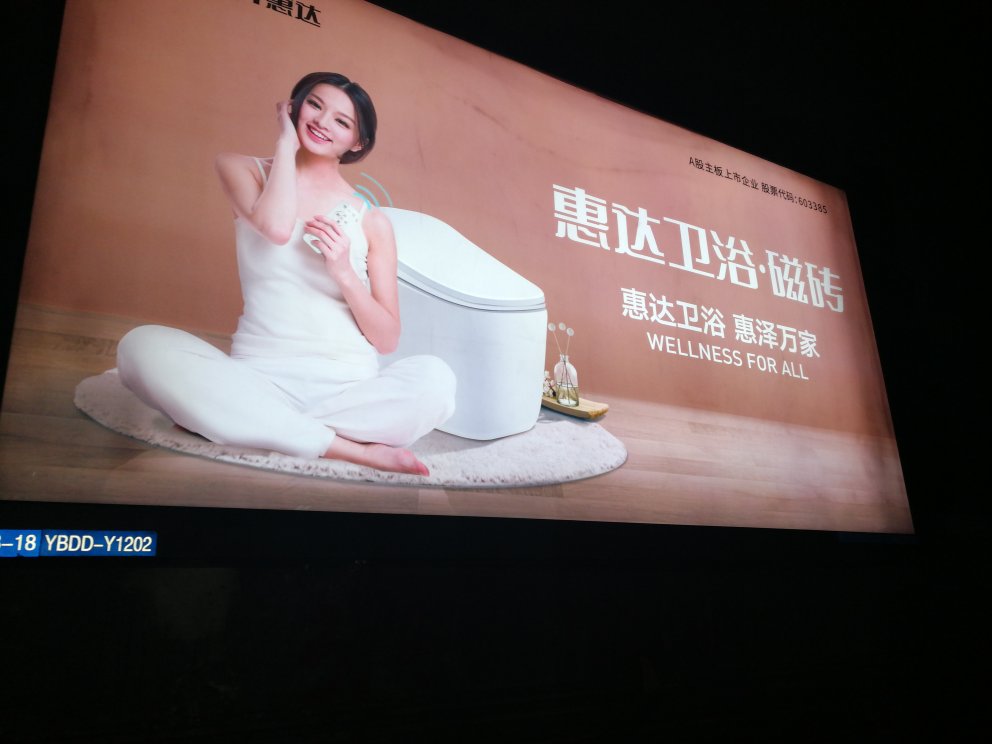 惠达
A股主板上市企业 股票代码:603385
惠达卫浴·磁砖
惠达卫浴 惠泽万家
WELLNESS FOR ALL
-18 YBDD-Y1202